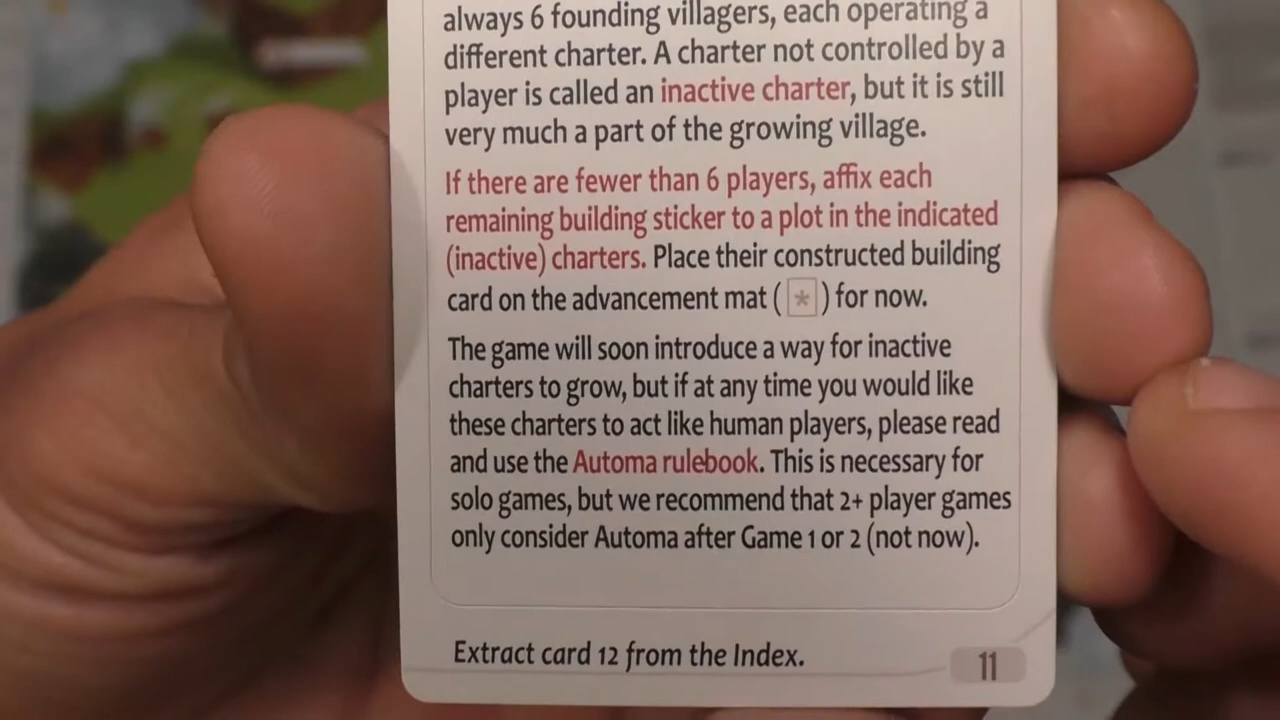 always 6 founding villagers, each operating a
different charter. A charter not controlled by a
player is called an inactive charter, but it is still
very much a part of the growing village.
If there are fewer than 6 players, affix each
remaining building sticker to a plot in the indicated
(inactive) charters. Place their constructed building
card on the advancement mat ( * ) for now.
The game will soon introduce a way for inactive
charters to grow, but if at any time you would like
these charters to act like human players, please read
and use the Automa rulebook. This is necessary for
solo games, but we recommend that 2+ player games
only consider Automa after Game 1 or 2 (not now).
Extract card 12 from the Index.
11